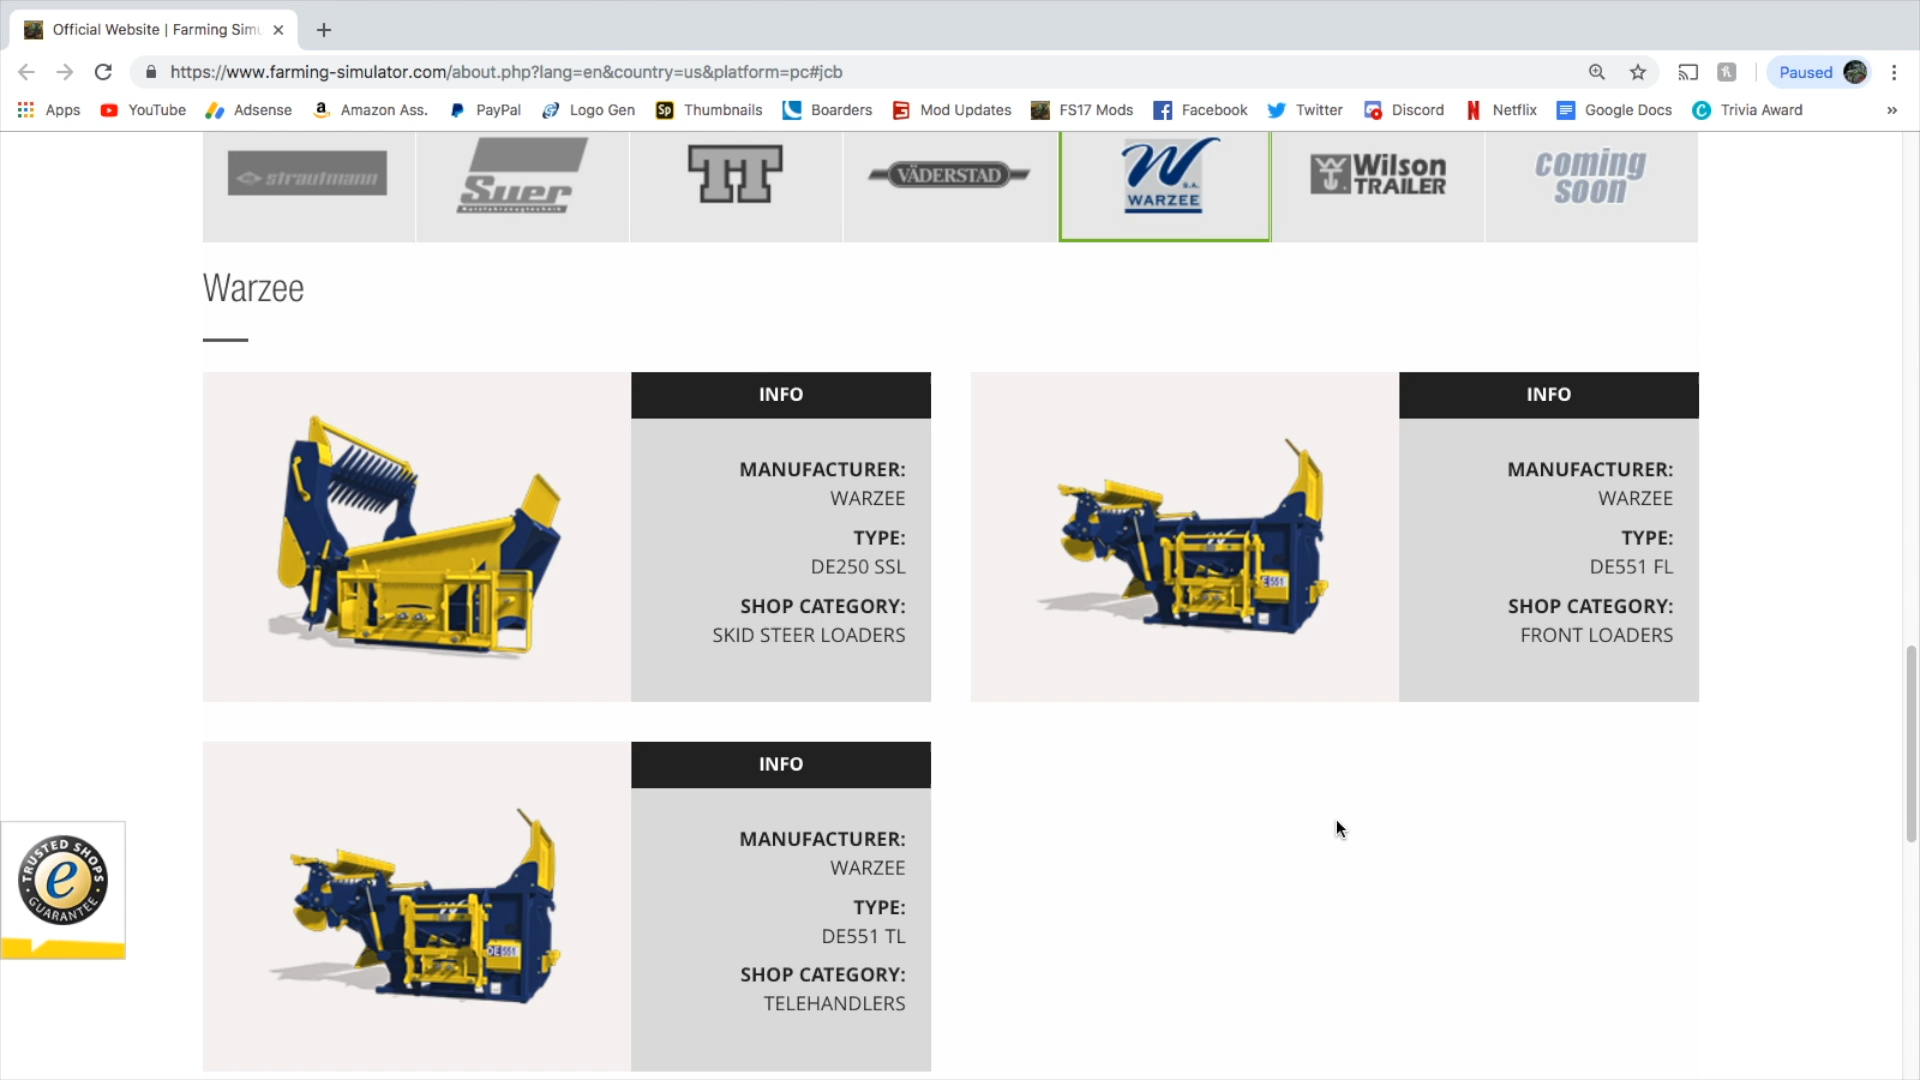 Official Website | Farming Simu
https://www.farming-simulator.com/about.php?lang=en&country=us&platform=pc#jcb
Paused
Apps YouTube Adsense Amazon Ass. PayPal Logo Gen Sp Thumbnails Boarders Mod Updates FS17 Mods Facebook Twitter Discord Netflix Google Docs Trivia Award »
strautmann
Suer
TT
VÄDERSTAD
W S.A. WARZEE
Wilson TRAILER
coming soon
Warzee
INFO
MANUFACTURER:
WARZEE
TYPE:
DE250 SSL
SHOP CATEGORY:
SKID STEER LOADERS
INFO
MANUFACTURER:
WARZEE
TYPE:
DE551 FL
SHOP CATEGORY:
FRONT LOADERS
INFO
MANUFACTURER:
WARZEE
TYPE:
DE551 TL
SHOP CATEGORY:
TELEHANDLERS
TRUSTED SHOPS
e
GUARANTEE